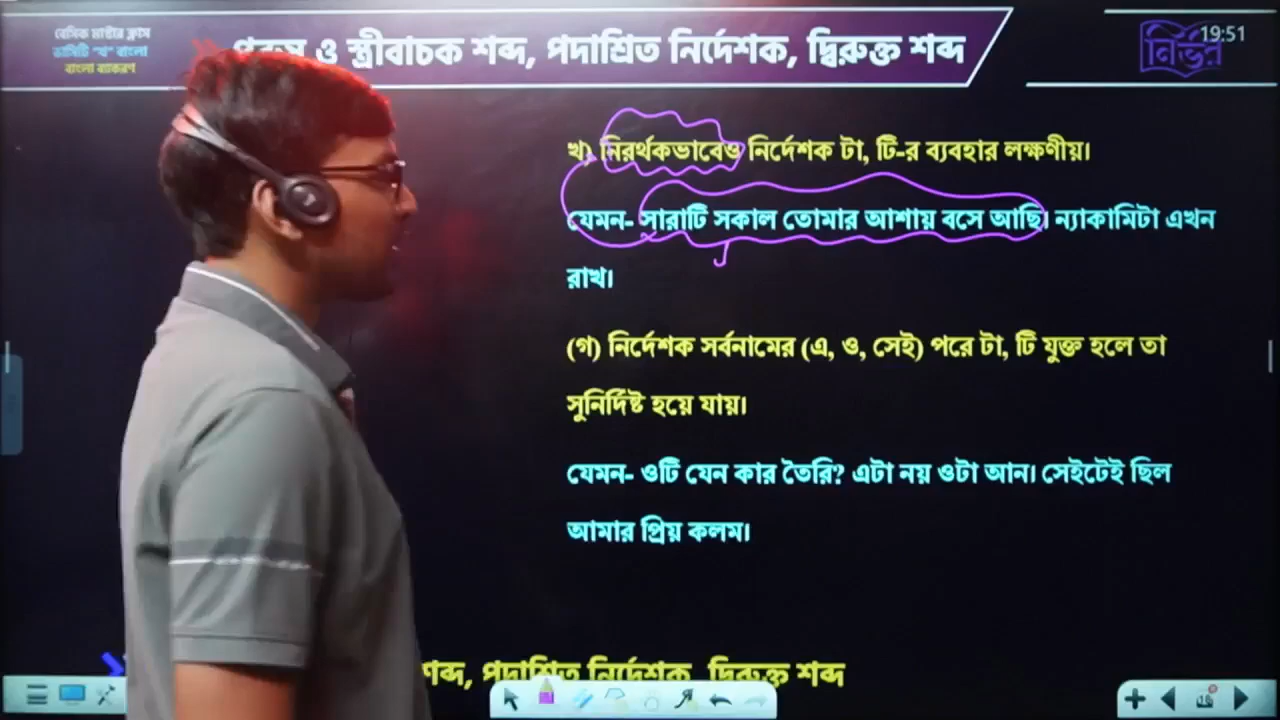 বেসিক মাস্টার ক্লাস
ভার্সিটি "খ" বাংলা
বাংলা ব্যাকরণ
ও স্ত্রীবাচক শব্দ, পদাশ্রিত নির্দেশক, দ্বিরুক্ত শব্দ
নির্ভর
19:51
খ) নিরর্থকভাবেও নির্দেশক টা, টি-র ব্যবহার লক্ষণীয়।
যেমন- সারাটি সকাল তোমার আশায় বসে আছি। ন্যাকামিটা এখন
রাখ।
(গ) নির্দেশক সর্বনামের (এ, ও, সেই) পরে টা, টি যুক্ত হলে তা
সুনির্দিষ্ট হয়ে যায়।
যেমন- ওটি যেন কার তৈরি? এটা নয় ওটা আন। সেইটেই ছিল
আমার প্রিয় কলম।
শব্দ, পদাশ্রিত নির্দেশক, দ্বিরুক্ত শব্দ